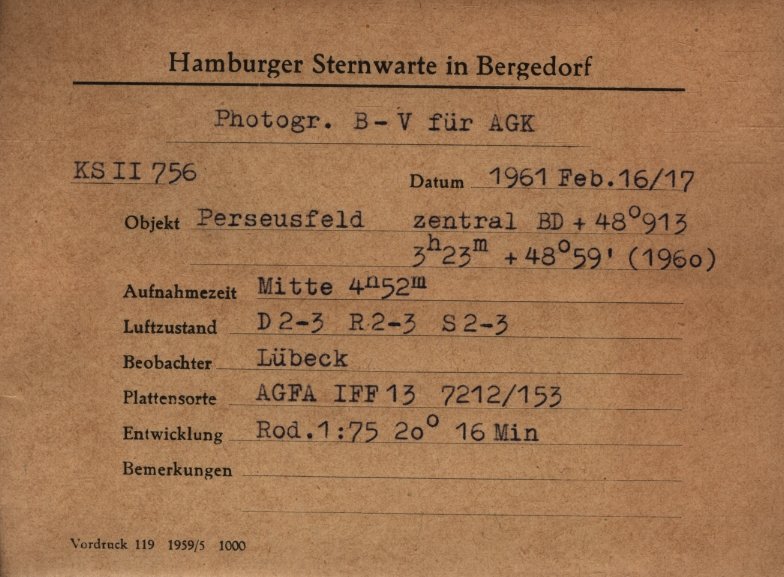 Hamburger Sternwarte in Bergedorf
Photogr. B-V für AGK
KS II 756
Datum 1961 Feb.16/17
Objekt Perseusfeld zentral BD + 48°913
3ʰ23ᵐ +48°59' (1960)
Aufnahmezeit Mitte 4ʰ52ᵐ
Luftzustand D 2-3 R 2-3 S 2-3
Beobachter Lübeck
Plattensorte AGFA IFF 13 7212/153
Entwicklung Rod.1:75 20° 16 Min
Bemerkungen
Vordruck 119 1959/5 1000